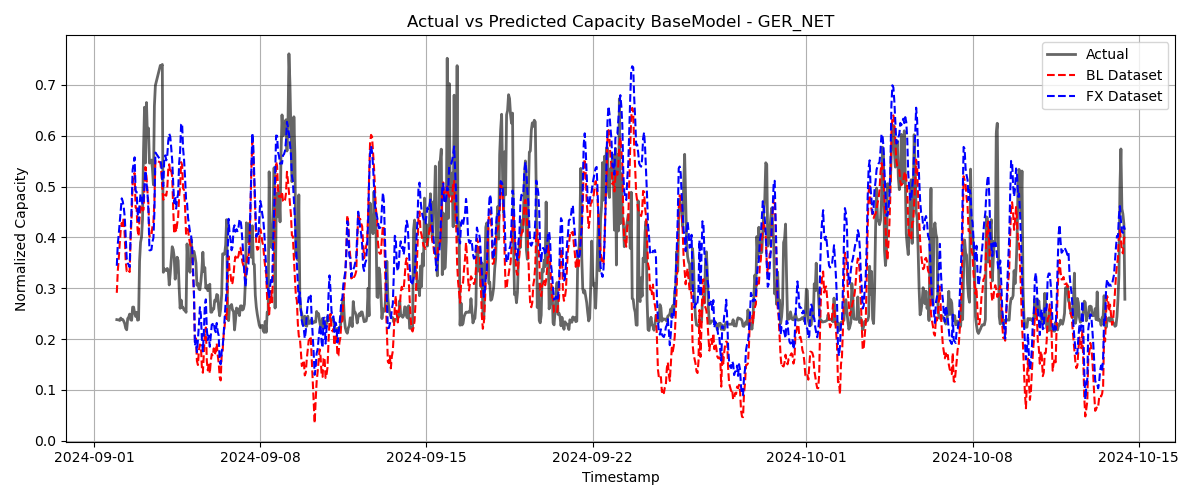 Actual vs Predicted Capacity BaseModel - GER_NET
Normalized Capacity
0.7
0.6
0.5
0.4
0.3
0.2
0.1
0.0
Actual
BL Dataset
FX Dataset
2024-09-01
2024-09-08
2024-09-15
2024-09-22
2024-10-01
2024-10-08
2024-10-15
Timestamp